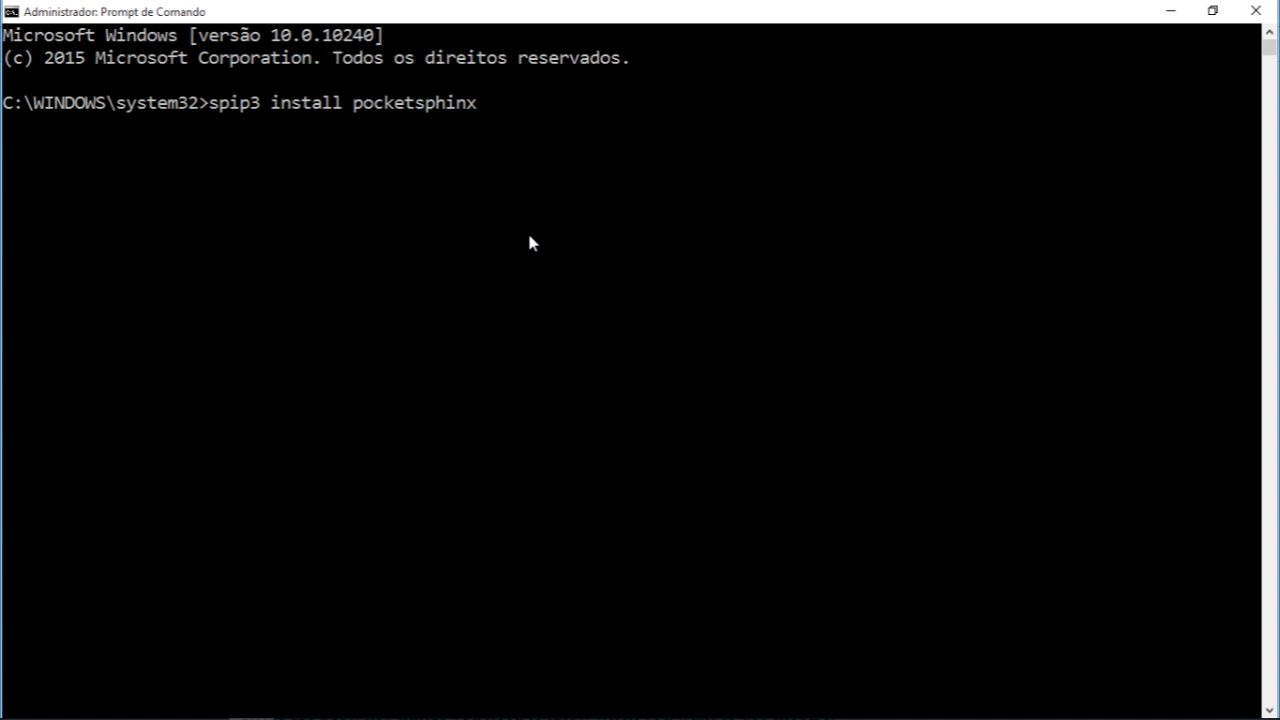 Administrador: Prompt de Comando
Microsoft Windows [versão 10.0.10240]
(c) 2015 Microsoft Corporation. Todos os direitos reservados.
C:\WINDOWS\system32>spip3 install pocketsphinx